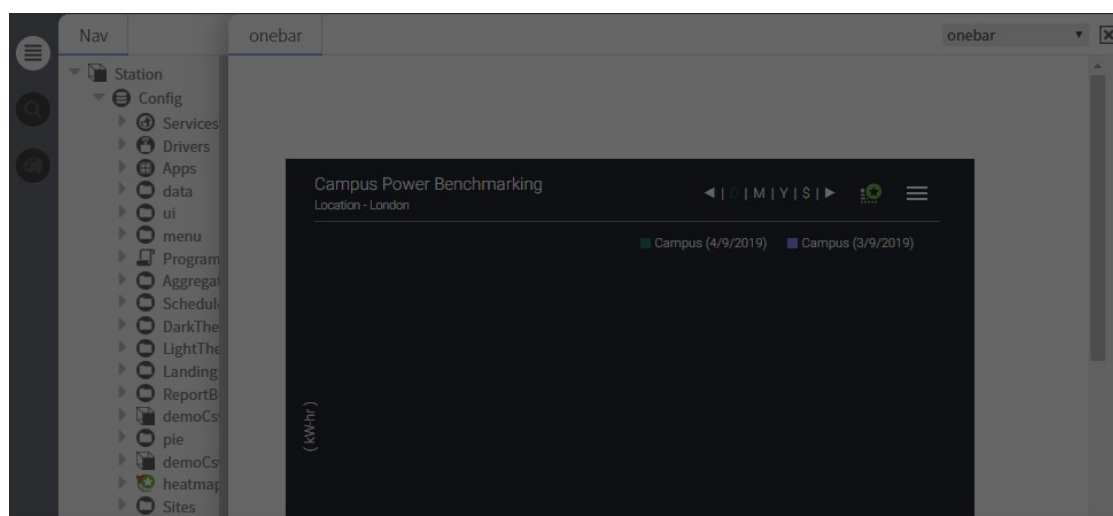 Nav
onebar
onebar
Station
Config
Services
Drivers
Apps
data
ui
menu
Program
Aggregat
Schedul
DarkThe
LightThe
Landing
ReportB
demoCs
pie
demoCs
heatmap
Sites
Campus Power Benchmarking
Location - London
◀ | D | M | Y | $ | ▶
Campus (4/9/2019)
Campus (3/9/2019)
( kW-hr )